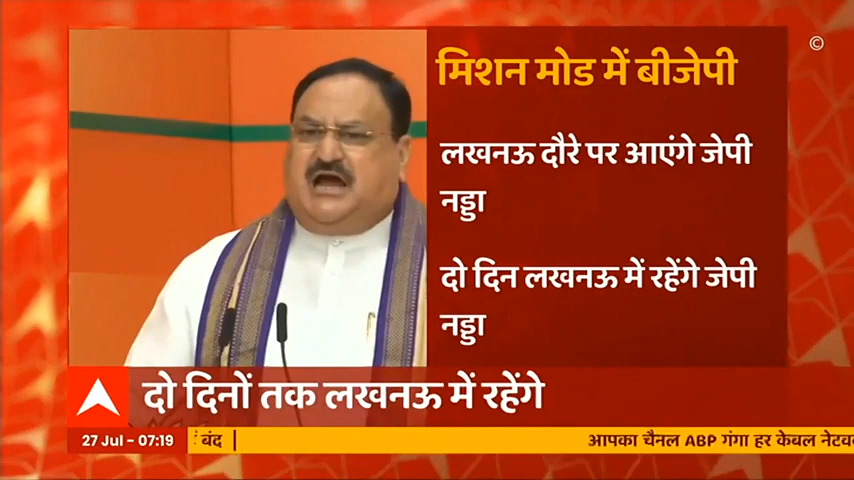 ©
मिशन मोड में बीजेपी
लखनऊ दौरे पर आएंगे जेपी
नड्डा
दो दिन लखनऊ में रहेंगे जेपी
नड्डा
दो दिनों तक लखनऊ में रहेंगे
27 Jul - 07:19
बंद | आपका चैनल ABP गंगा हर केबल नेटवर्क